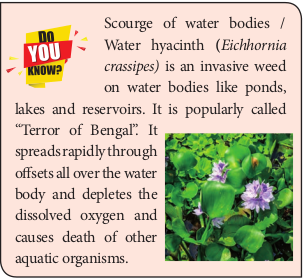 DO
YOU
KNOW?
Scourge of water bodies /
Water hyacinth (Eichhornia
crassipes) is an invasive weed
on water bodies like ponds,
lakes and reservoirs. It is popularly called
“Terror of Bengal”. It
spreads rapidly through
offsets all over the water
body and depletes the
dissolved oxygen and
causes death of other
aquatic organisms.